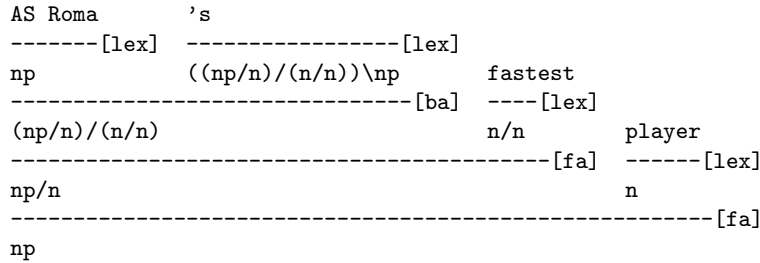 AS Roma     's
-------[lex]  -----------------[lex]
np            ((np/n)/(n/n))\np     fastest
--------------------------------[ba]  ----[lex]
(np/n)/(n/n)                          n/n      player
-------------------------------------------[fa]  ------[lex]
np/n                                             n
--------------------------------------------------------[fa]
np